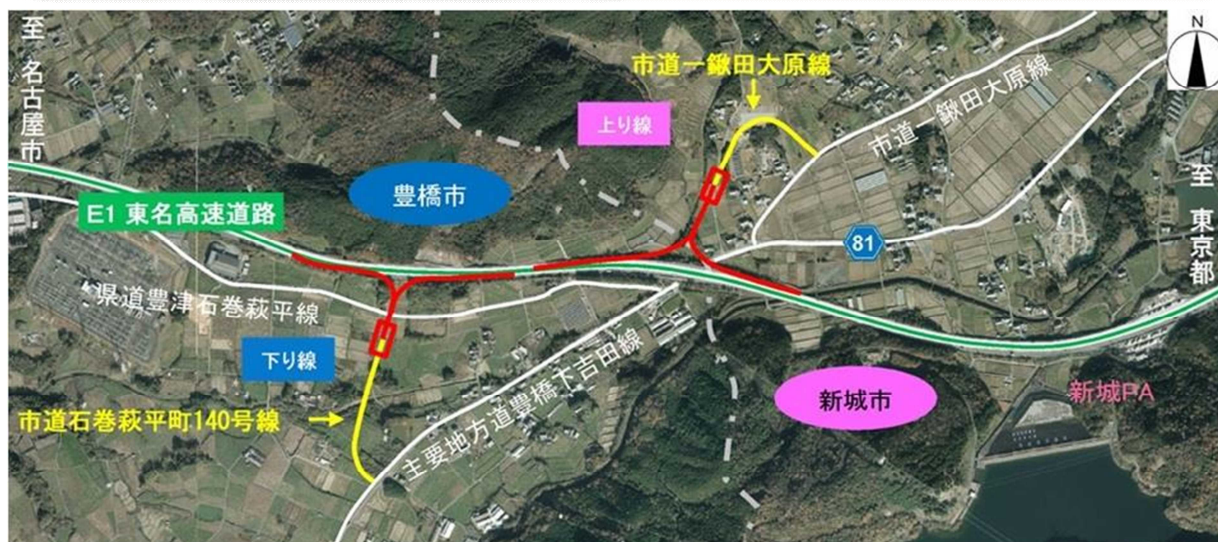 至 名古屋市
N
市道一鍬田大原線
上り線
市道一鍬田大原線
豊橋市
至 東京都
E1 東名高速道路
81
県道豊津石巻萩平線
下り線
主要地方道豊橋下吉田線
新城市
新城PA
市道石巻萩平町140号線